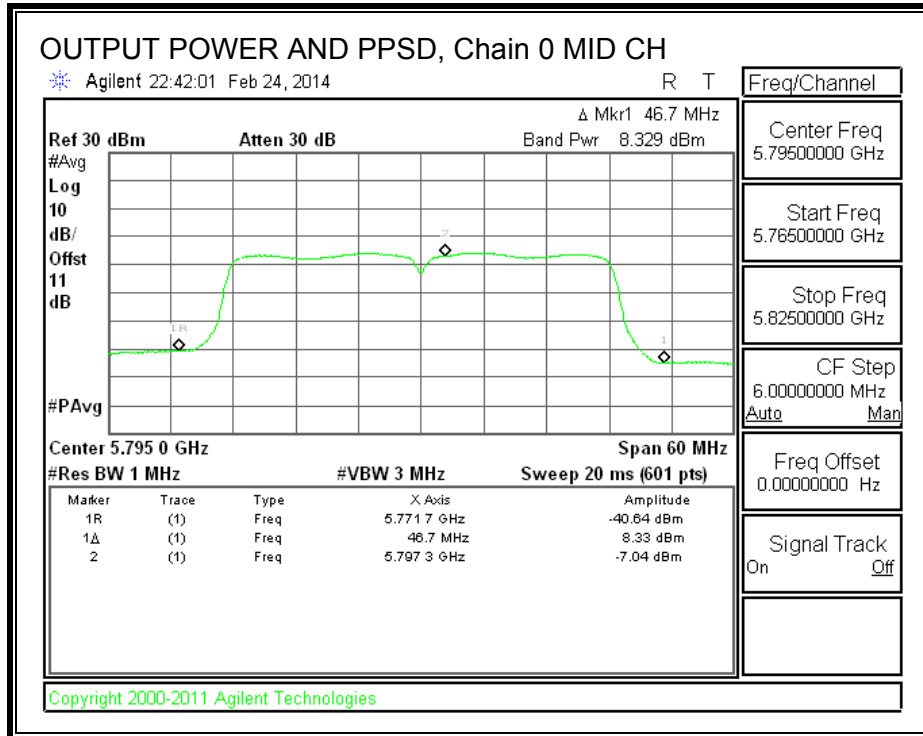 OUTPUT POWER AND PPSD, Chain 0 MID CH
Agilent 22:42:01 Feb 24, 2014 R T
Δ Mkr1 46.7 MHz
Ref 30 dBm Atten 30 dB Band Pwr 8.329 dBm
#Avg
Log
10
dB/
Offst
11
dB
#PAvg
2
1R
1
Center 5.795 0 GHz Span 60 MHz
#Res BW 1 MHz #VBW 3 MHz Sweep 20 ms (601 pts)
Marker Trace Type X Axis Amplitude
1R (1) Freq 5.771 7 GHz -40.64 dBm
1Δ (1) Freq 46.7 MHz 8.33 dBm
2 (1) Freq 5.797 3 GHz -7.04 dBm
Freq/Channel
Center Freq
5.79500000 GHz
Start Freq
5.76500000 GHz
Stop Freq
5.82500000 GHz
CF Step
6.00000000 MHz
Auto Man
Freq Offset
0.00000000 Hz
Signal Track
On Off
Copyright 2000-2011 Agilent Technologies